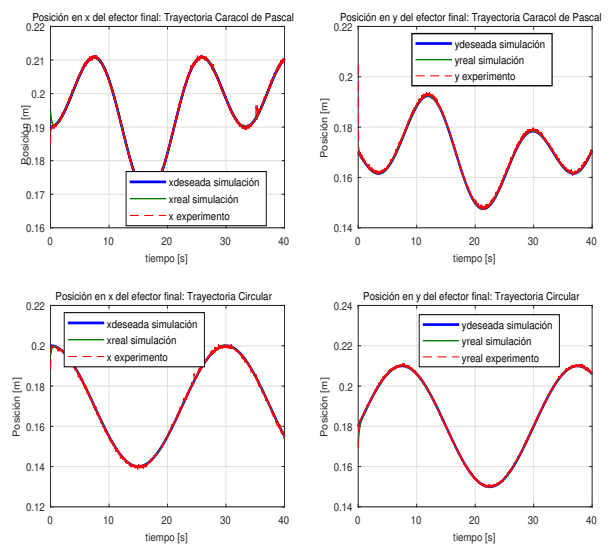 Posición en x del efector final: Trayectoria Caracol de Pascal
0.22
0.21
0.2
0.19
0.18
0.17
0.16
Posición [m]
xdeseada simulación
xreal simulación
x experimento
0 10 20 30 40
tiempo [s]
Posición en y del efector final: Trayectoria Caracol de Pascal
0.22
0.2
0.18
0.16
0.14
Posición [m]
ydeseada simulación
yreal simulación
y experimento
0 10 20 30 40
tiempo [s]
Posición en x del efector final: Trayectoria Circular
0.22
0.2
0.18
0.16
0.14
0.12
Posición [m]
xdeseada simulación
xreal simulación
x experimento
0 10 20 30 40
tiempo [s]
Posición en y del efector final: Trayectoria Circular
0.24
0.22
0.2
0.18
0.16
0.14
Posición [m]
ydeseada simulación
yreal simulación
yreal experimento
0 10 20 30 40
tiempo [s]